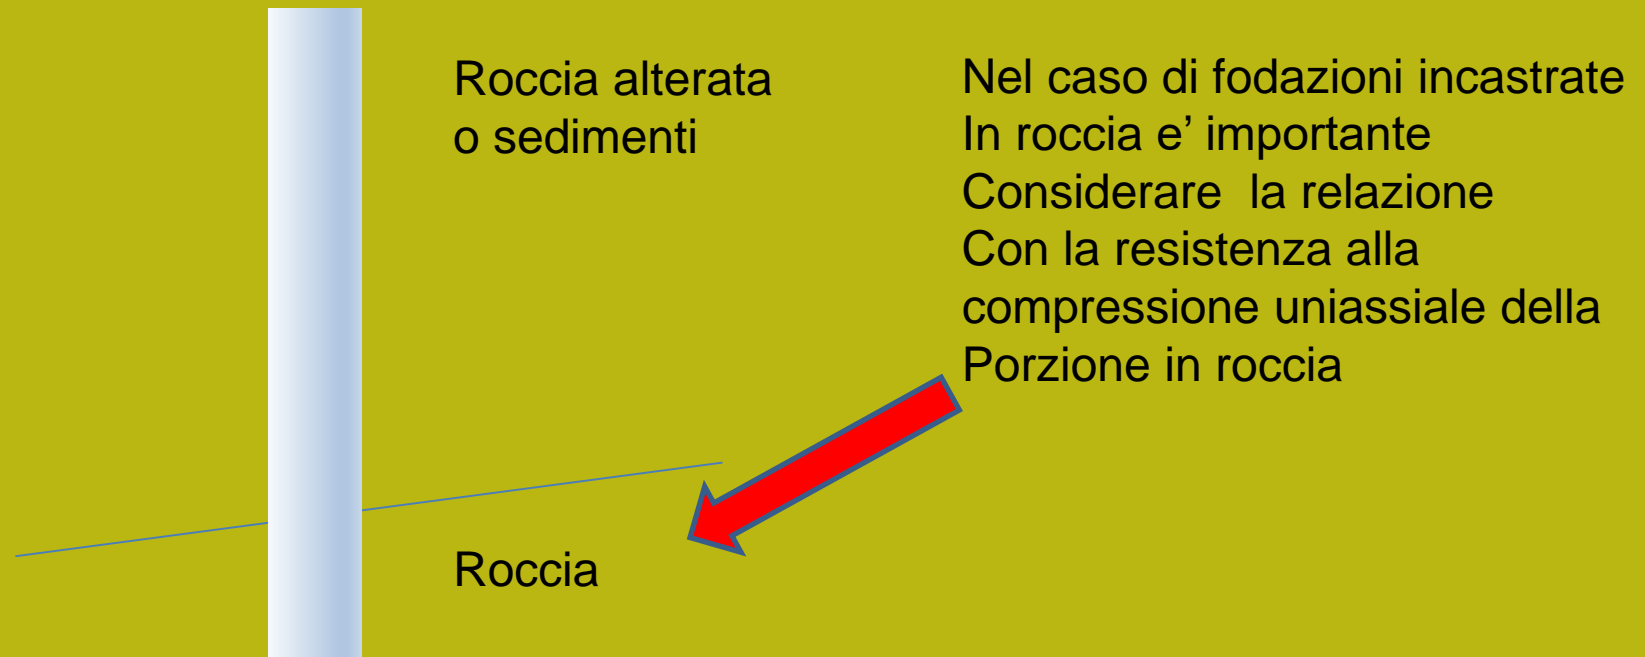 Roccia alterata
o sedimenti
Nel caso di fodazioni incastrate
In roccia e’ importante
Considerare  la relazione
Con la resistenza alla
compressione uniassiale della
Porzione in roccia
Roccia